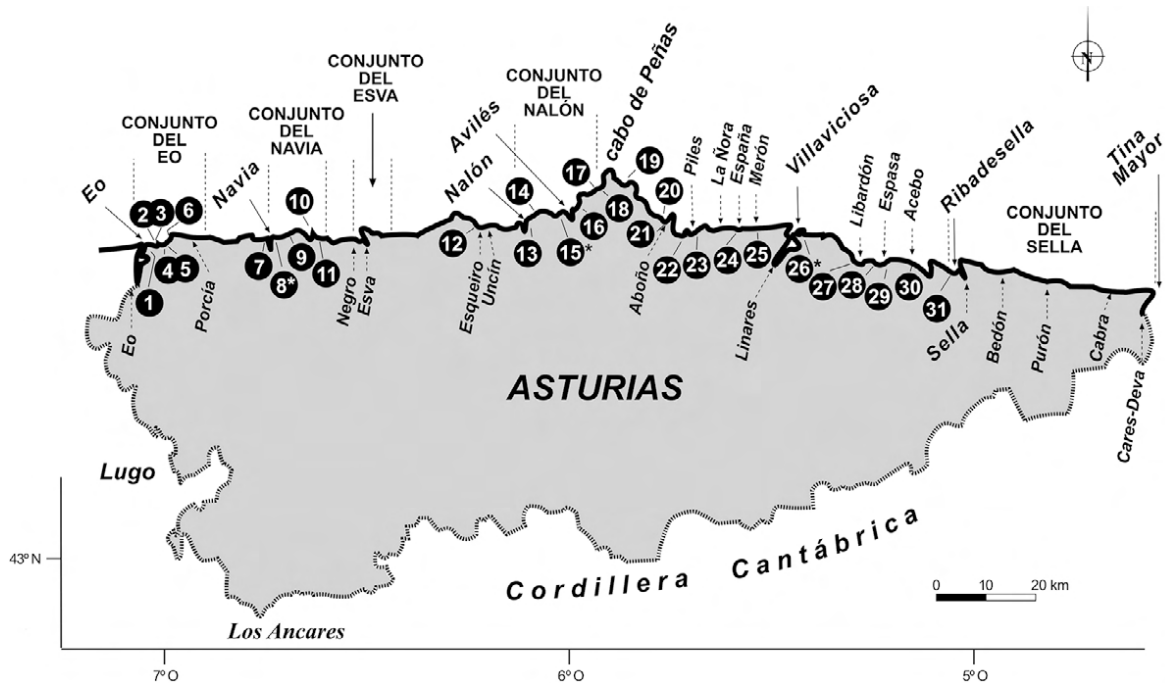 CONJUNTO
DEL
EO
CONJUNTO
DEL
NAVIA
CONJUNTO
DEL
ESVA
CONJUNTO
DEL
NALÓN
CONJUNTO
DEL
SELLA
N
Eo
Navia
Nalón
Avilés
Cabo de Peñas
Piles
La Ñora
España
Merón
Villaviciosa
Libardón
Espasa
Acebo
Ribadesella
Tina
Mayor
2
3
6
4
5
1
7
8*
9
10
11
12
13
14
15*
16
17
18
19
20
21
22
23
24
25
26*
27
28
29
30
31
Eo
Porcía
Negro
Esva
Esqueiro
Uncín
Aboño
Linares
Sella
Bedón
Purón
Cabra
Cares-Deva
ASTURIAS
Lugo
Los Ancares
Cordillera Cantábrica
43º N
0 10 20 km
7º O
6º O
5º O